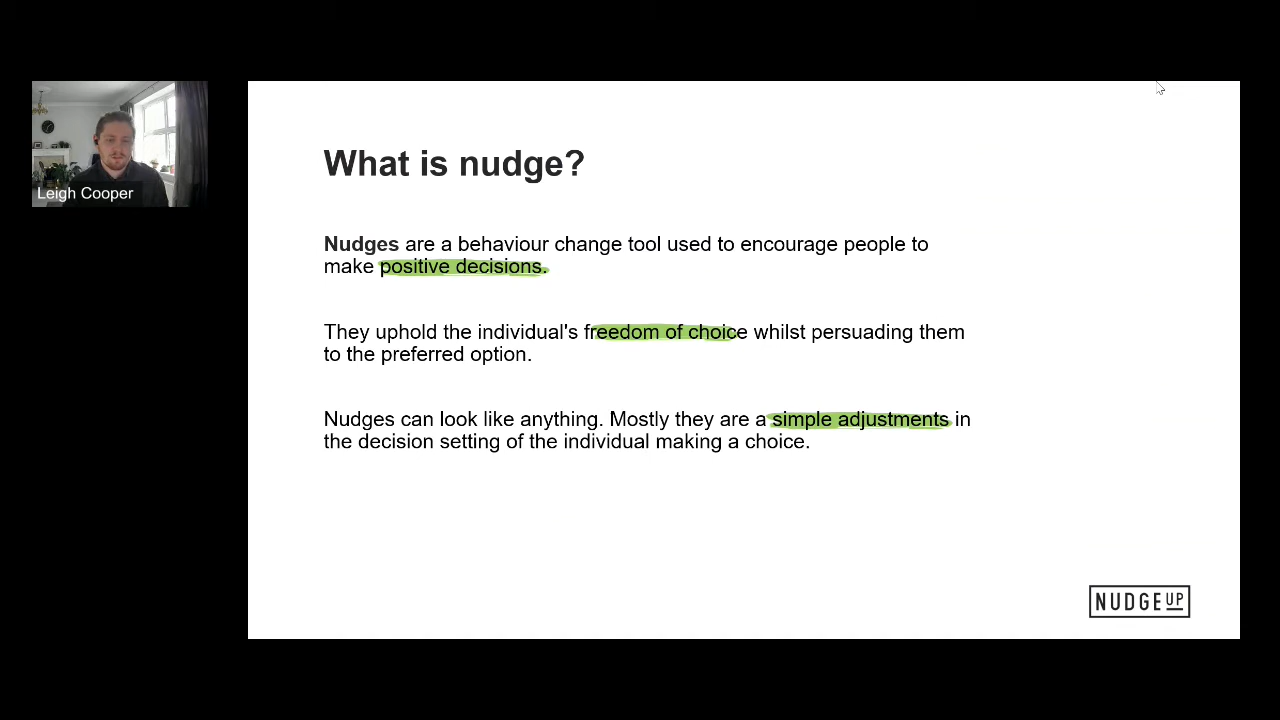 Leigh Cooper
What is nudge?
Nudges are a behaviour change tool used to encourage people to
make positive decisions.
They uphold the individual's freedom of choice whilst persuading them
to the preferred option.
Nudges can look like anything. Mostly they are a simple adjustments in
the decision setting of the individual making a choice.
NUDGEUP